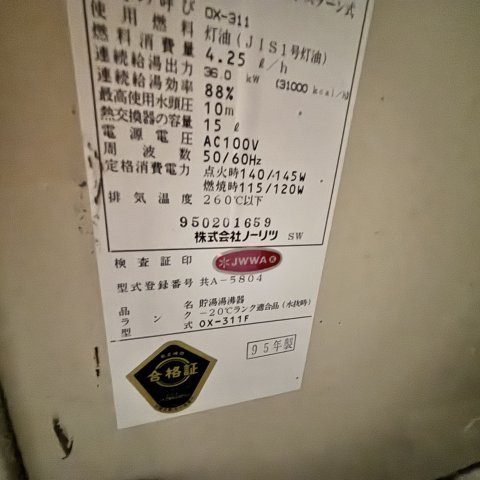 呼び OX-311
使用燃料 灯油(JIS1号灯油)
燃料消費量 4.25 ℓ/h
連続給湯出力 36.0 kW (31000 kcal/h)
連続給湯効率 88%
最高使用水頭圧 10m
熱交換器の容量 15 ℓ
電源電圧 AC100V
周波数 50/60Hz
定格消費電力 点火時140/145W
燃焼時115/120W
排気温度 260℃以下
950201659
株式会社ノーリツ SW
検査証印 水 JWWA
型式登録番号 共A-5804
品名 貯湯湯沸器
ランク -20℃ランク適合品(水抜時)
型式 OX-311F
合格証
95年製